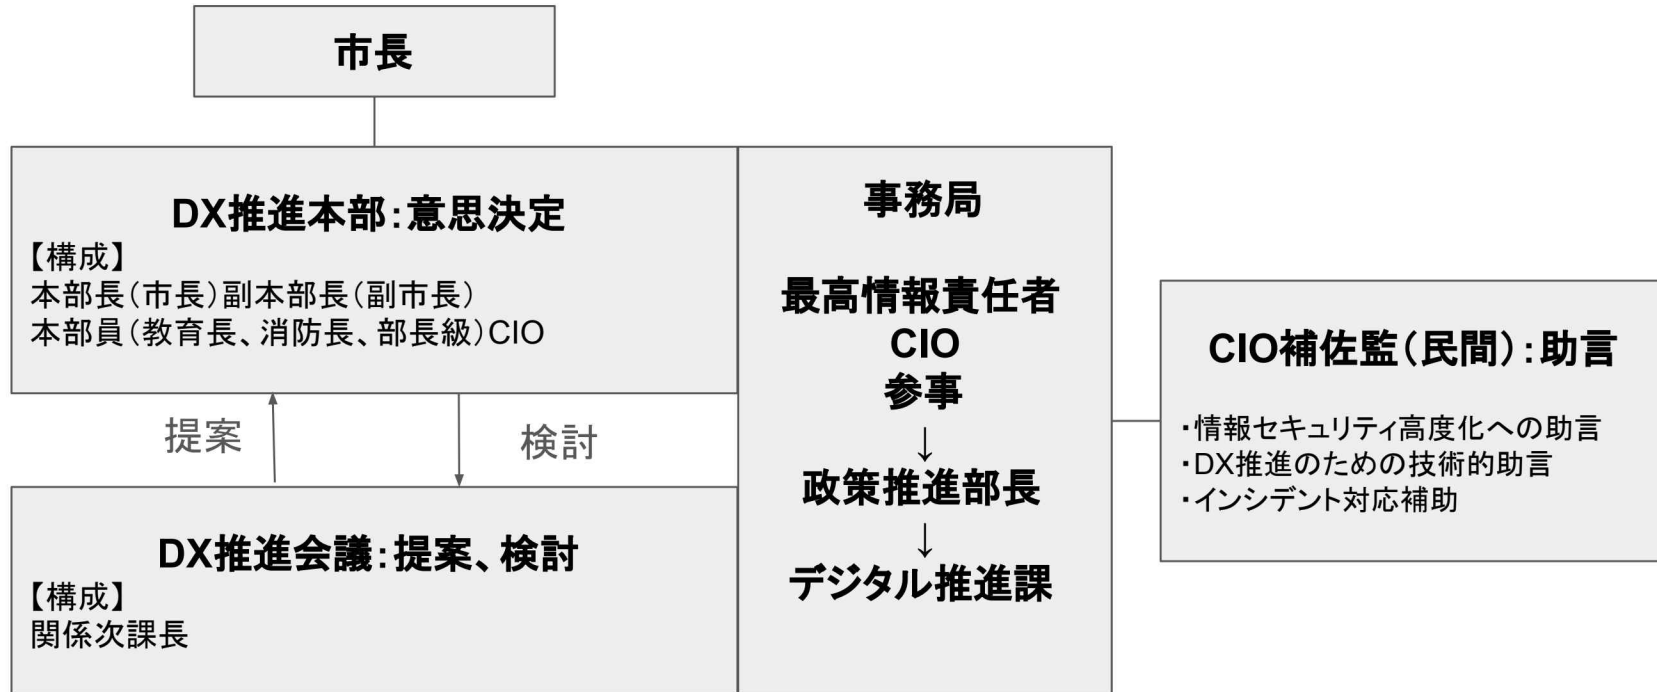 市長
DX推進本部：意思決定
【構成】
本部長（市長）副本部長（副市長）
本部員（教育長、消防長、部長級）CIO
提案
検討
DX推進会議：提案、検討
【構成】
関係次課長
事務局
最高情報責任者
CIO
参事
↓
政策推進部長
↓
デジタル推進課
CIO補佐監（民間）：助言
・情報セキュリティ高度化への助言
・DX推進のための技術的助言
・インシデント対応補助